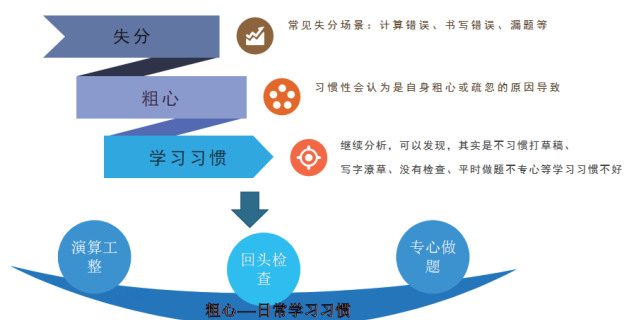 失分
常见失分场景：计算错误、书写错误、漏题等
粗心
习惯性会认为是自身粗心或疏忽的原因导致
学习习惯
继续分析，可以发现，其实是不习惯打草稿、
写字潦草、没有检查、平时做题不专心等学习习惯不好
演算工
整
回头检
查
专心做
题
粗心—日常学习习惯